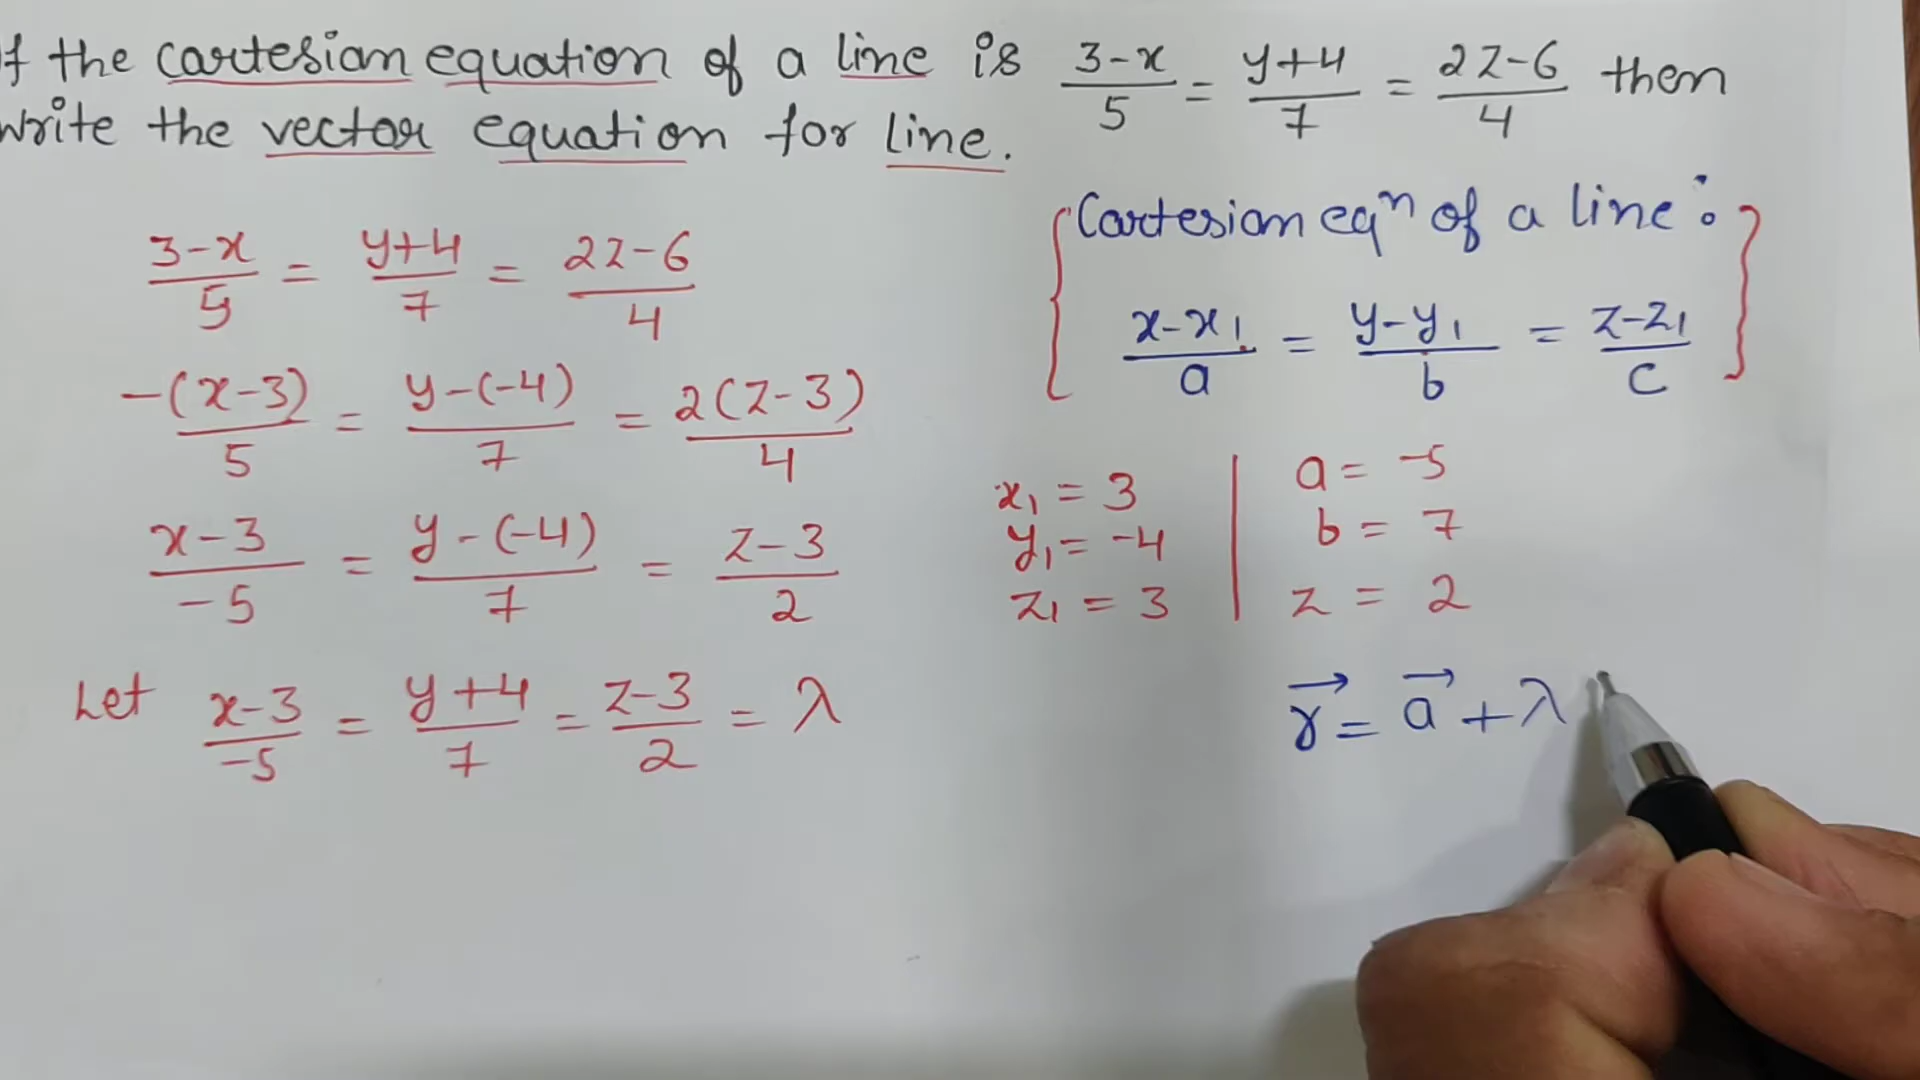 f the cartesian equation of a line is 3-x/5 = y+4/7 = 2z-6/4 then
write the vector equation for line.
3-x/5 = y+4/7 = 2z-6/4
-(x-3)/5 = y-(-4)/7 = 2(z-3)/4
x-3/-5 = y-(-4)/7 = z-3/2
Let x-3/-5 = y+4/7 = z-3/2 = λ
{Cartesian eqⁿ of a line:
x-x₁/a = y-y₁/b = z-z₁/c}
x₁ = 3
y₁ = -4
z₁ = 3
a = -5
b = 7
z = 2
r⃗ = a⃗ + λ